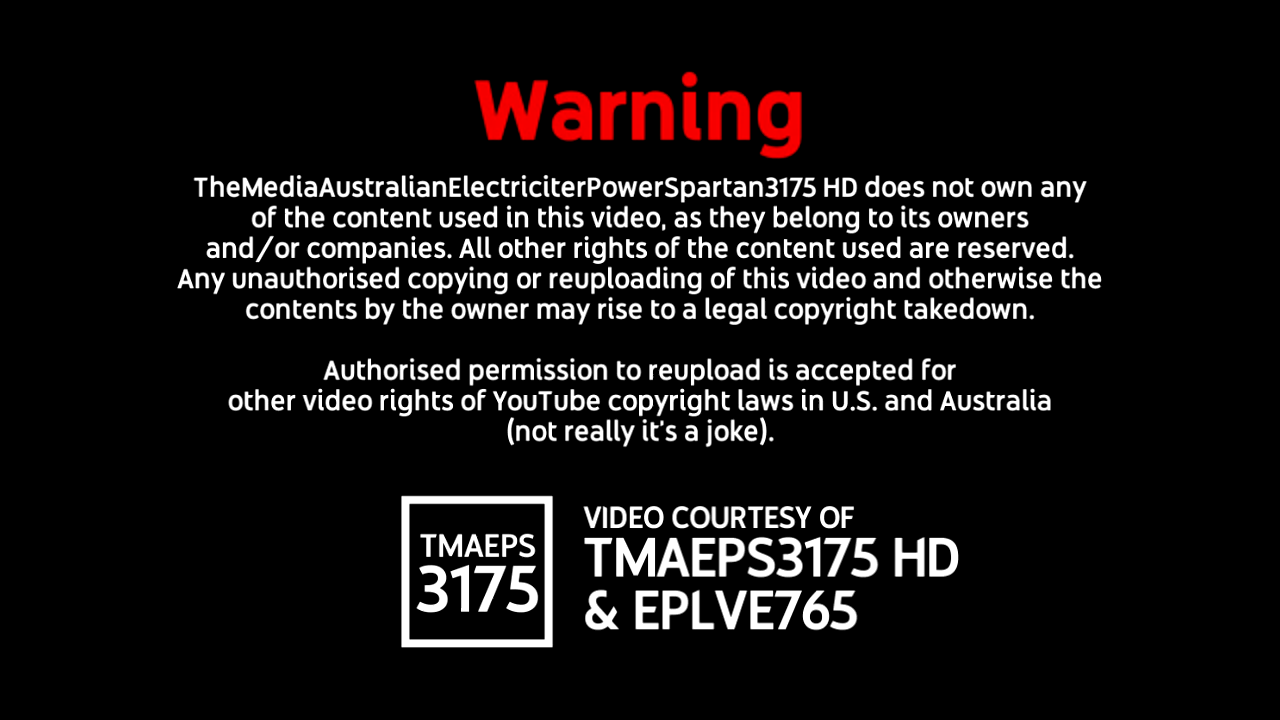 Warning
TheMediaAustralianElectriciterPowerSpartan3175 HD does not own any
of the content used in this video, as they belong to its owners
and/or companies. All other rights of the content used are reserved.
Any unauthorised copying or reuploading of this video and otherwise the
contents by the owner may rise to a legal copyright takedown.
Authorised permission to reupload is accepted for
other video rights of YouTube copyright laws in U.S. and Australia
(not really it's a joke).
TMAEPS
3175
VIDEO COURTESY OF
TMAEPS3175 HD
& EPLVE765